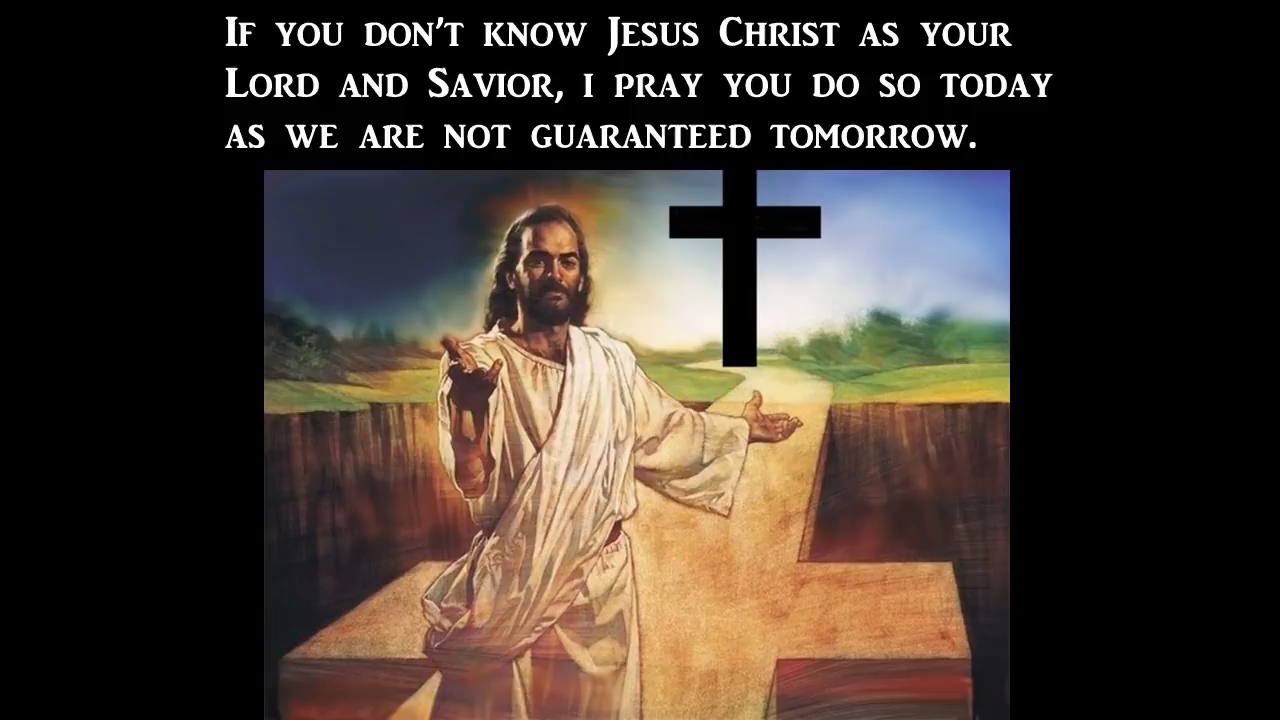 If you don't know Jesus Christ as your
Lord and Savior, i pray you do so today
as we are not guaranteed tomorrow.